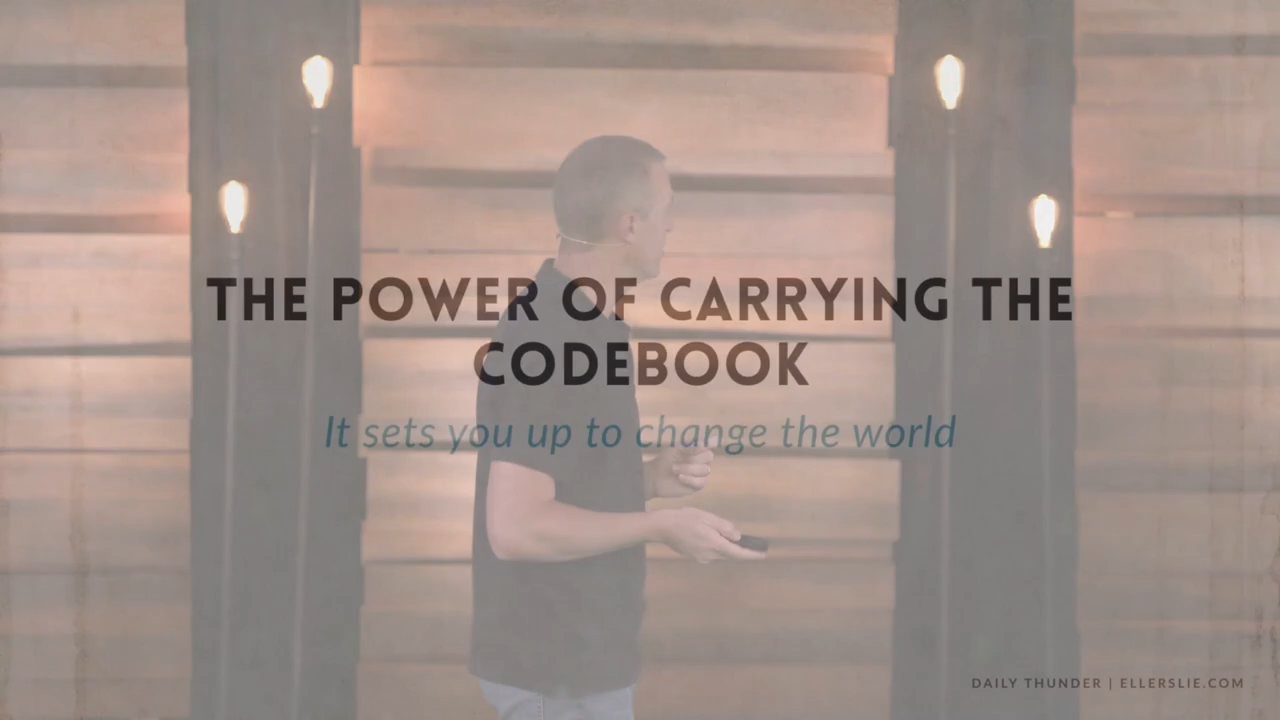 THE POWER OF CARRYING THE
CODEBOOK
It sets you up to change the world
DAILY THUNDER | ELLERSLIE.COM